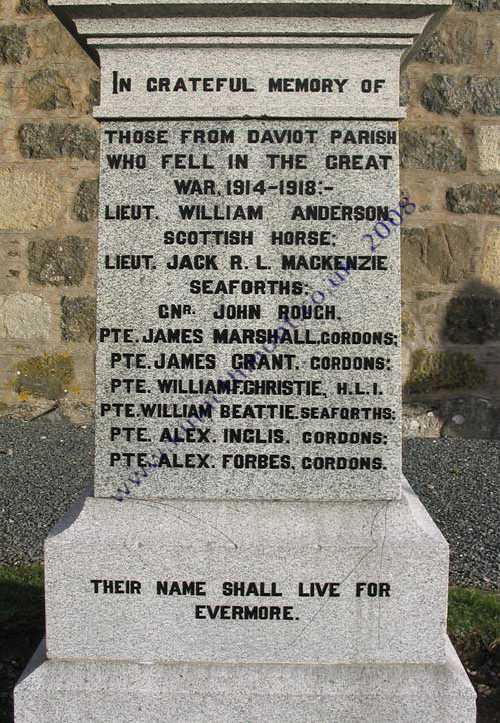 IN GRATEFUL MEMORY OF
THOSE FROM DAVIOT PARISH
WHO FELL IN THE GREAT
WAR, 1914-1918:-
LIEUT. WILLIAM ANDERSON
SCOTTISH HORSE;
LIEUT. JACK R. L. MACKENZIE
SEAFORTHS;
GNR. JOHN ROUGH,
PTE. JAMES MARSHALL, GORDONS;
PTE. JAMES GRANT, GORDONS;
PTE. WILLIAM F. CHRISTIE, H.L.I.
PTE. WILLIAM BEATTIE, SEAFORTHS;
PTE. ALEX. INGLIS, GORDONS;
PTE. ALEX. FORBES, GORDONS.
THEIR NAME SHALL LIVE FOR
EVERMORE.
2008